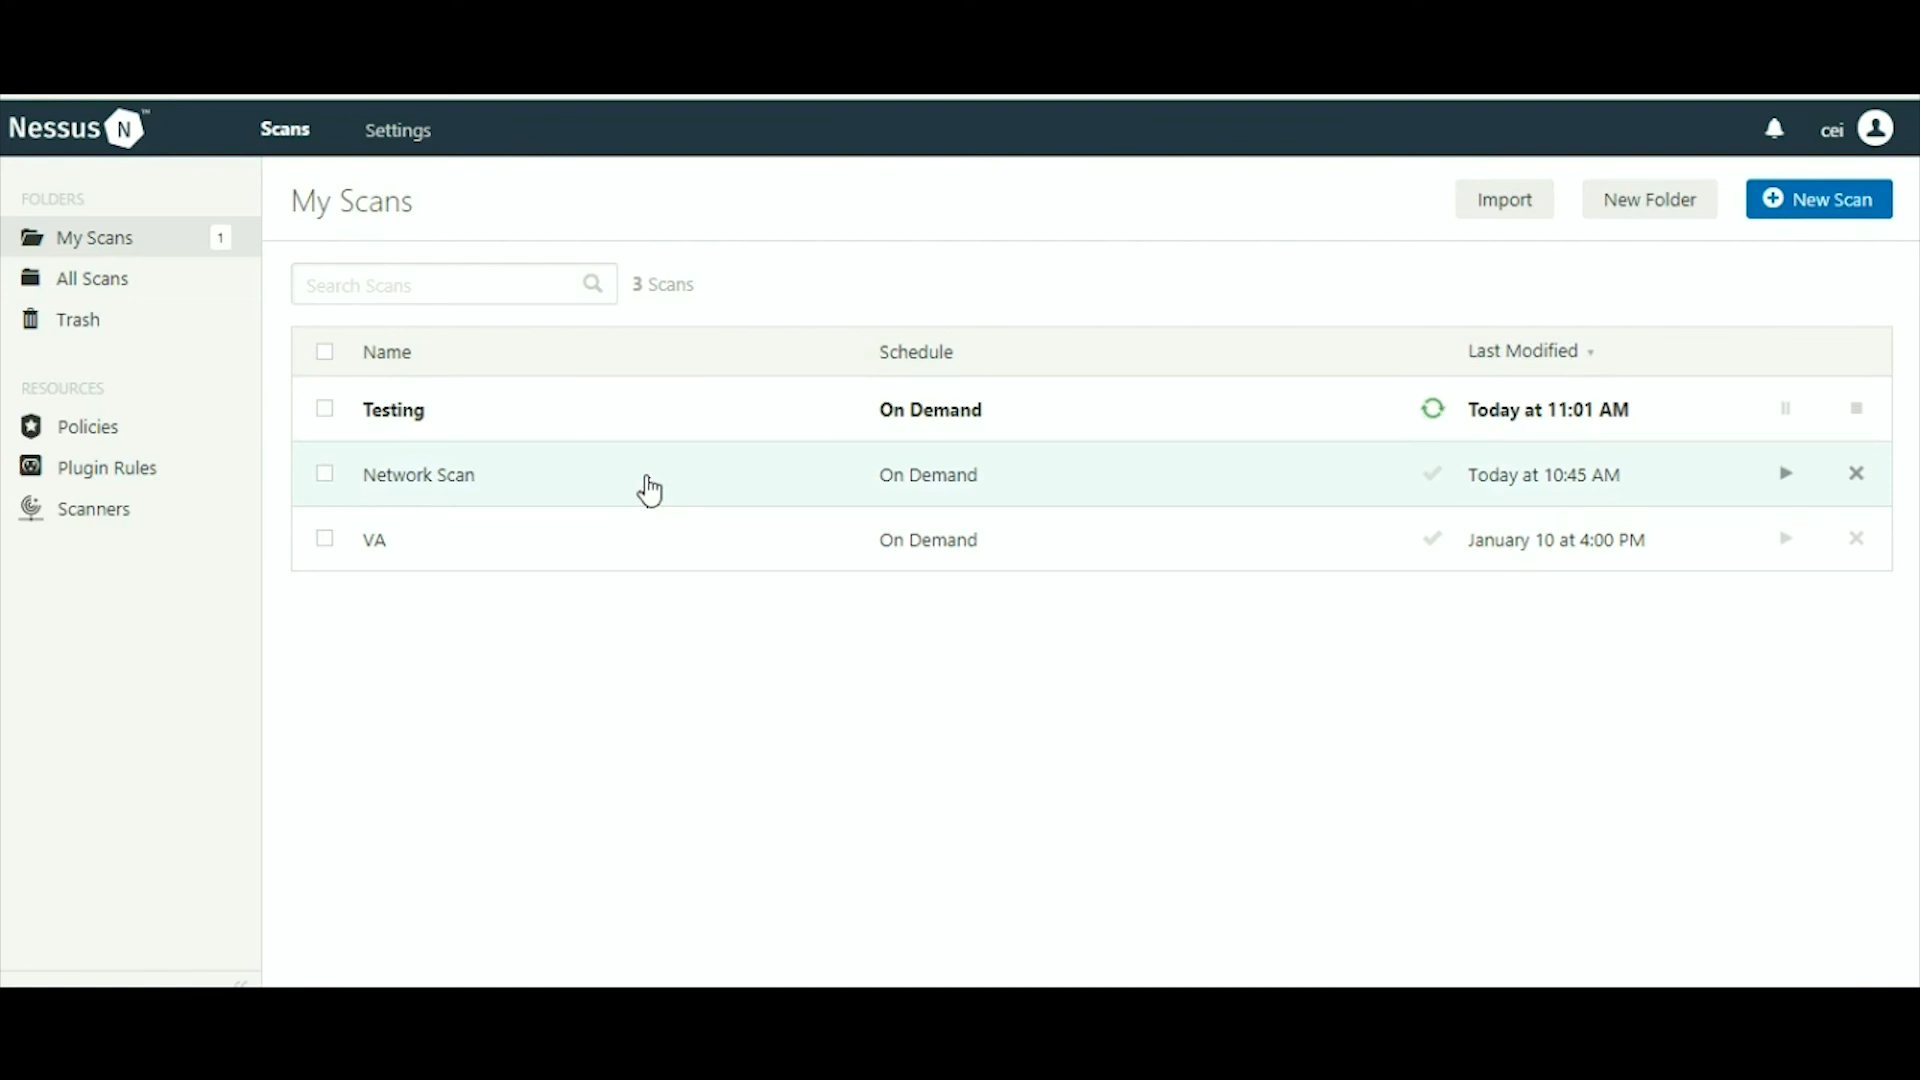 Nessus N ™
Scans
Settings
cei
FOLDERS
My Scans 1
All Scans
Trash
RESOURCES
Policies
Plugin Rules
Scanners
My Scans
Import
New Folder
New Scan
Search Scans
3 Scans
Name Schedule Last Modified
Testing On Demand Today at 11:01 AM
Network Scan On Demand Today at 10:45 AM
VA On Demand January 10 at 4:00 PM